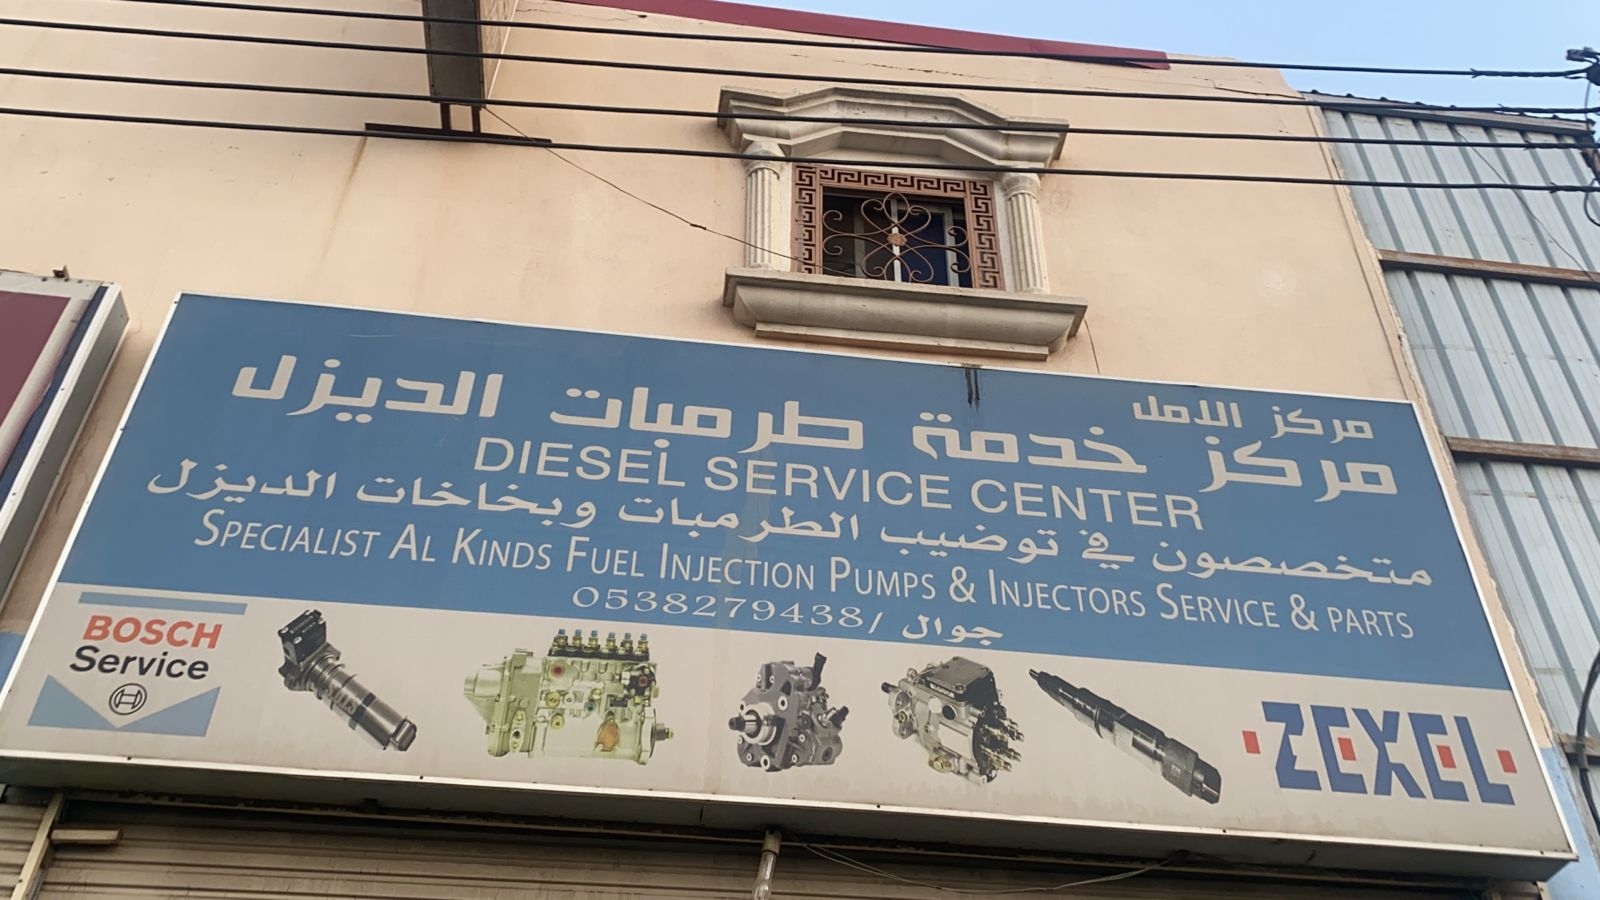 مركز الامل
مركز خدمة طرمبات الديزل
DIESEL SERVICE CENTER
متخصصون في توضيب الطرمبات وبخاخات الديزل
SPECIALIST AL KINDS FUEL INJECTION PUMPS & INJECTORS SERVICE & PARTS
جوال /0538279438
BOSCH
Service
ZEXEL